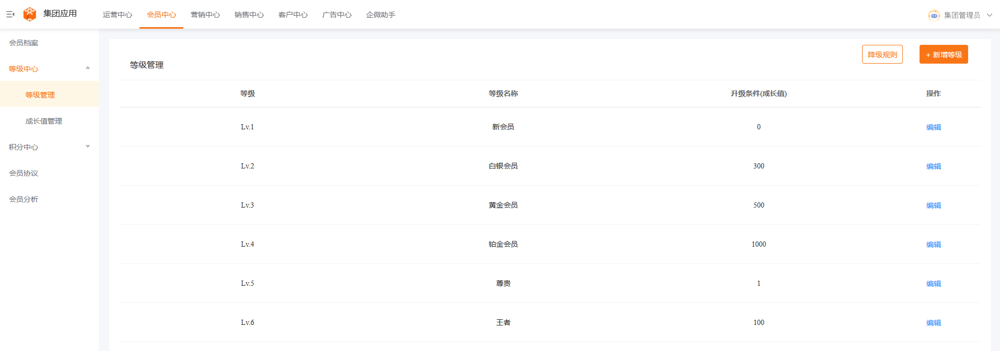 集团应用 运营中心 会员中心 营销中心 销售中心 客户中心 广告中心 企微助手 集团管理员
会员档案
等级中心
等级管理
成长值管理
积分中心
会员协议
会员分析
等级管理 降级规则 + 新增等级
等级 等级名称 升级条件(成长值) 操作
Lv.1 新会员 0 编辑
Lv.2 白银会员 300 编辑
Lv.3 黄金会员 500 编辑
Lv.4 铂金会员 1000 编辑
Lv.5 尊贵 1 编辑
Lv.6 王者 100 编辑